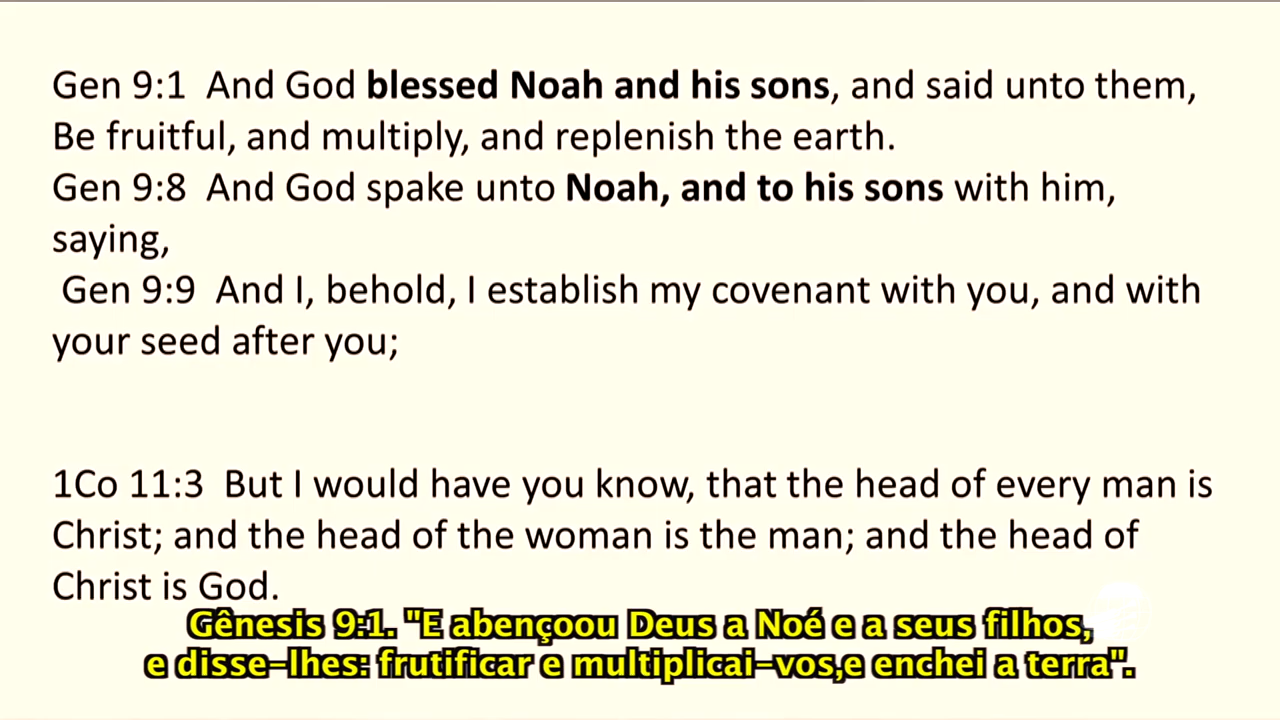 Gen 9:1  And God blessed Noah and his sons, and said unto them,
Be fruitful, and multiply, and replenish the earth.
Gen 9:8  And God spake unto Noah, and to his sons with him,
saying,
Gen 9:9  And I, behold, I establish my covenant with you, and with
your seed after you;
1Co 11:3  But I would have you know, that the head of every man is
Christ; and the head of the woman is the man; and the head of
Christ is God.
Gênesis 9:1. "E abençoou Deus a Noé e a seus filhos,
e disse-lhes: frutificar e multiplicai-vos,e enchei a terra".